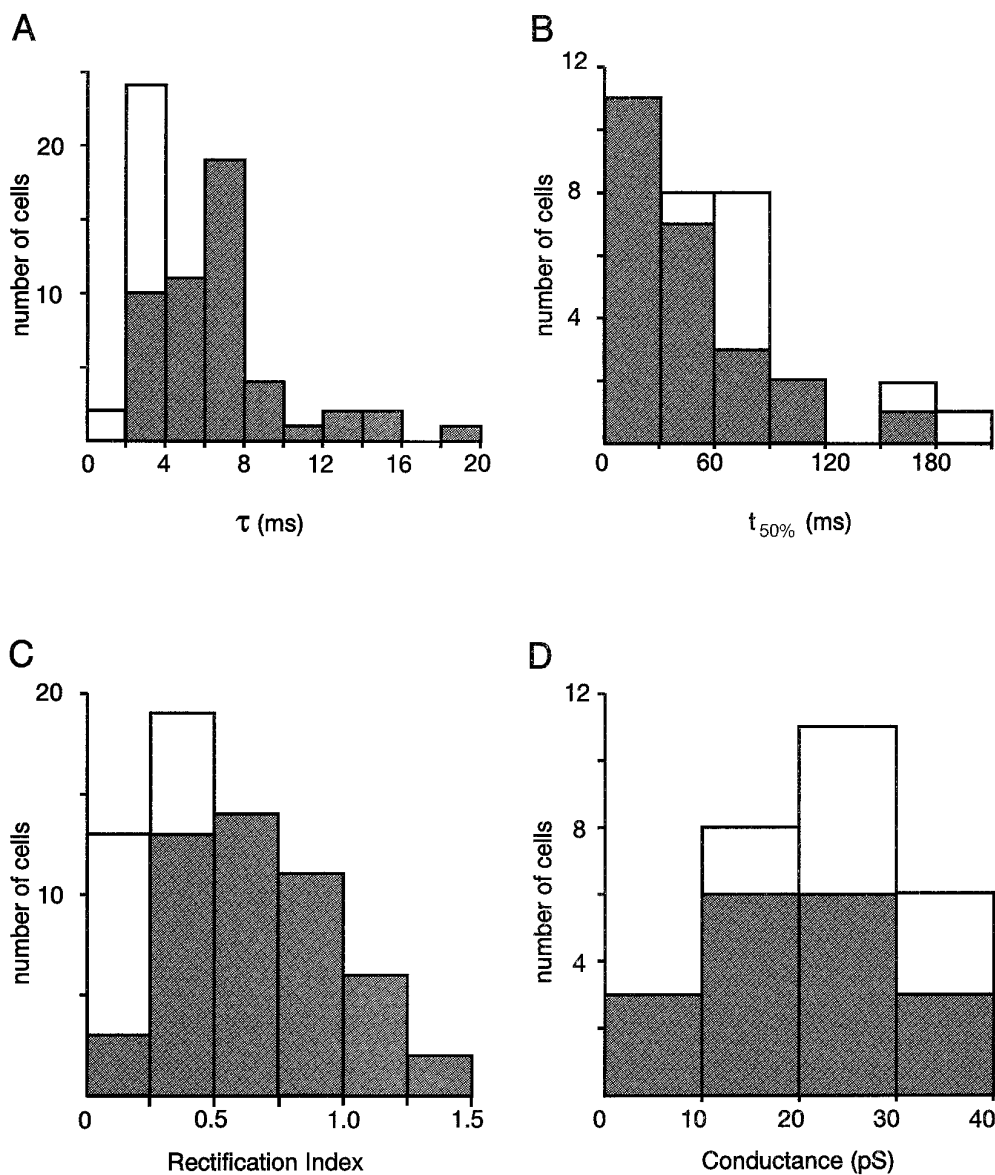 A
number of cells
20
10
0 4 8 12 16 20
τ (ms)
B
number of cells
12
8
4
0 60 120 180
t50% (ms)
C
number of cells
20
10
0 0.5 1.0 1.5
Rectification Index
D
number of cells
12
8
4
0 10 20 30 40
Conductance (pS)